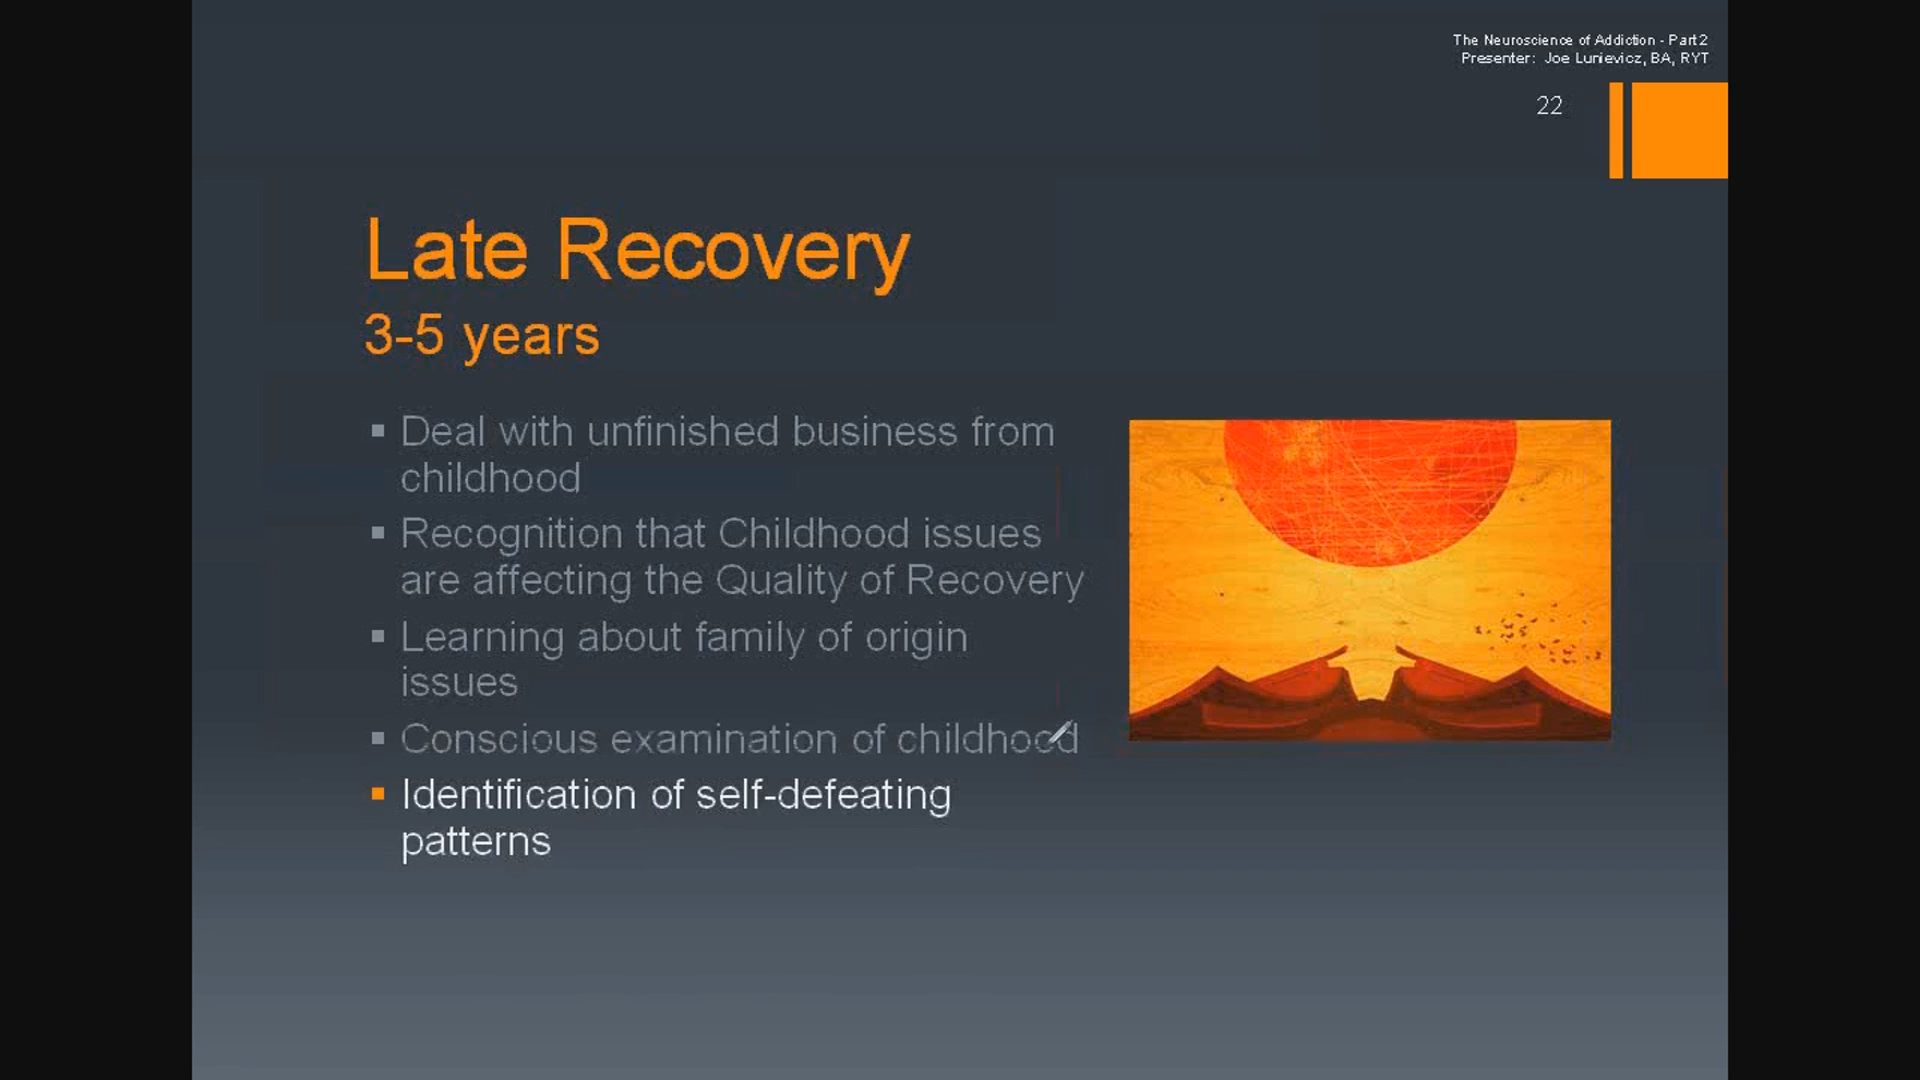 The Neuroscience of Addiction - Part 2
Presenter: Joe Lunievicz, BA, RYT
22
Late Recovery
3-5 years
Deal with unfinished business from
childhood
Recognition that Childhood issues
are affecting the Quality of Recovery
Learning about family of origin
issues
Conscious examination of childhood
Identification of self-defeating
patterns